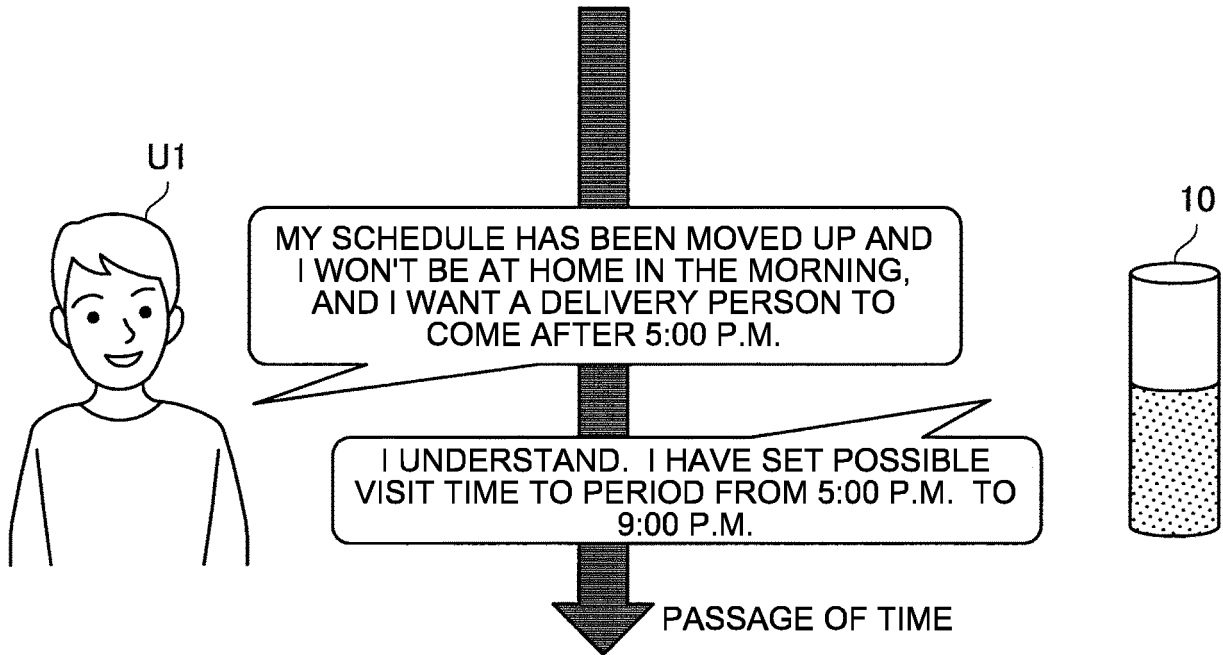 U1
10
MY SCHEDULE HAS BEEN MOVED UP AND
I WON'T BE AT HOME IN THE MORNING,
AND I WANT A DELIVERY PERSON TO
COME AFTER 5:00 P.M.
I UNDERSTAND. I HAVE SET POSSIBLE
VISIT TIME TO PERIOD FROM 5:00 P.M. TO
9:00 P.M.
PASSAGE OF TIME